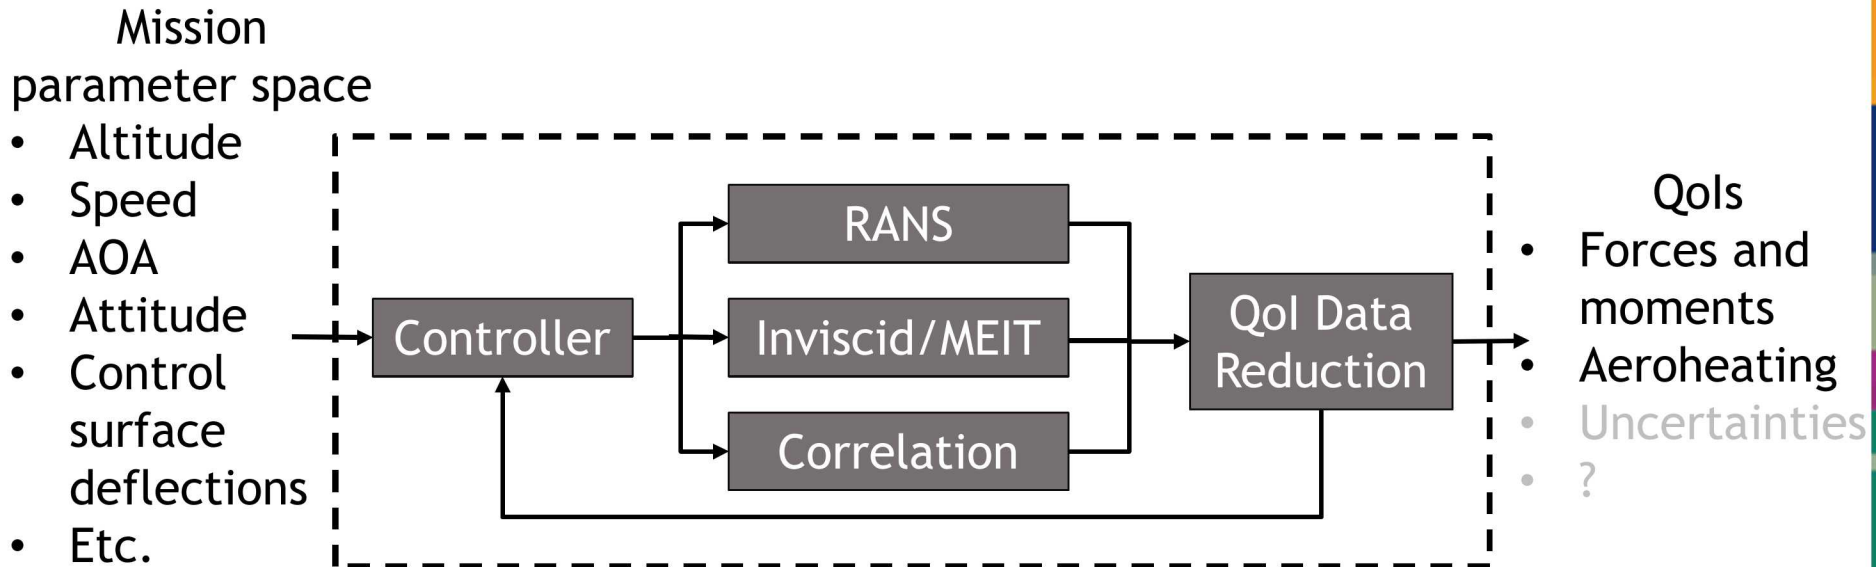 Mission
parameter space
• Altitude
• Speed
• AOA
• Attitude
• Control
surface
deflections
• Etc.
Controller
RANS
Inviscid/MEIT
Correlation
QoI Data
Reduction
QoIs
• Forces and
moments
• Aeroheating
• Uncertainties
• ?